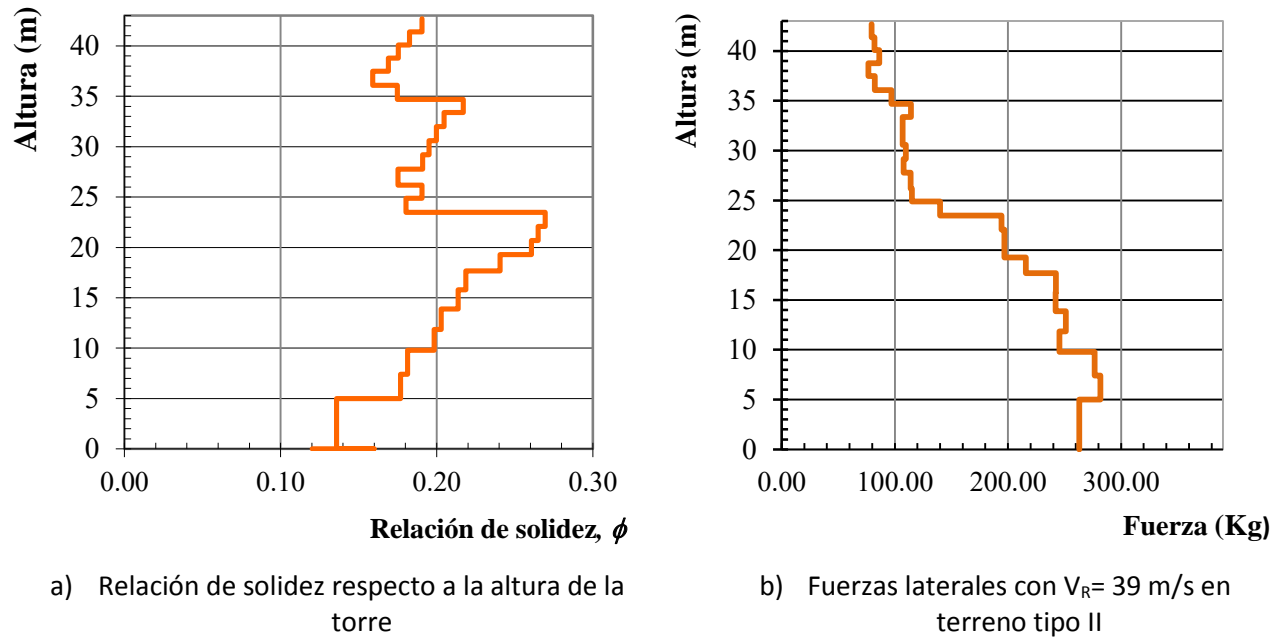 Altura (m)
40
35
30
25
20
15
10
5
0
0.00 0.10 0.20 0.30
Relación de solidez, ϕ
a) Relación de solidez respecto a la altura de la
torre
Altura (m)
40
35
30
25
20
15
10
5
0
0.00 100.00 200.00 300.00
Fuerza (Kg)
b) Fuerzas laterales con VR= 39 m/s en
terreno tipo II